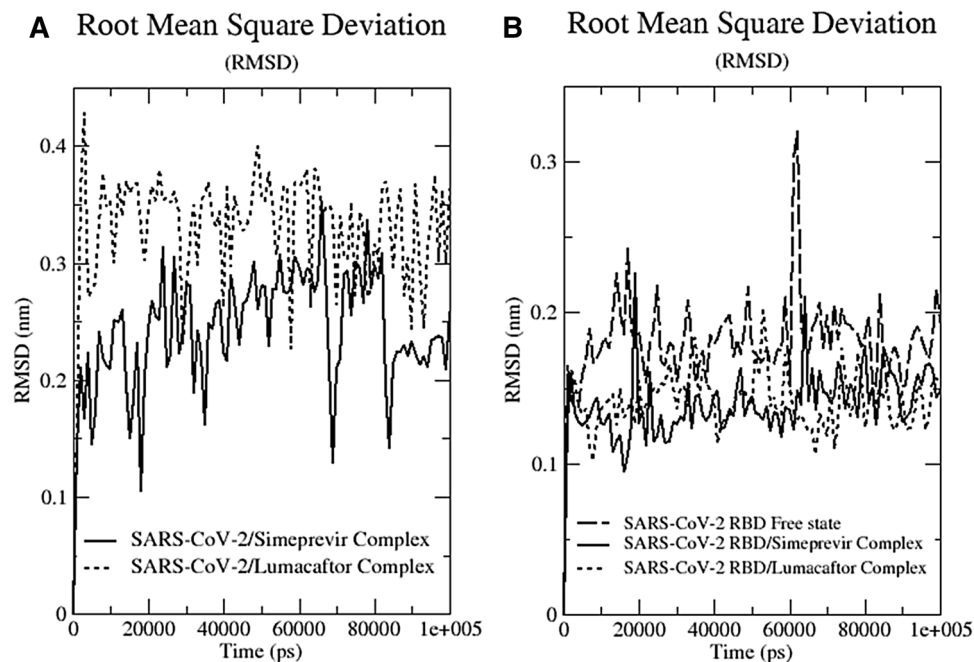 A Root Mean Square Deviation
(RMSD)
RMSD (nm)
0.4
0.3
0.2
0.1
0
SARS-CoV-2/Simeprevir Complex
SARS-CoV-2/Lumacaftor Complex
0 20000 40000 60000 80000 1e+005
Time (ps)
B Root Mean Square Deviation
(RMSD)
RMSD (nm)
0.3
0.2
0.1
0
SARS-CoV-2 RBD Free state
SARS-CoV-2 RBD/Simeprevir Complex
SARS-CoV-2 RBD/Lumacaftor Complex
0 20000 40000 60000 80000 1e+005
Time (ps)